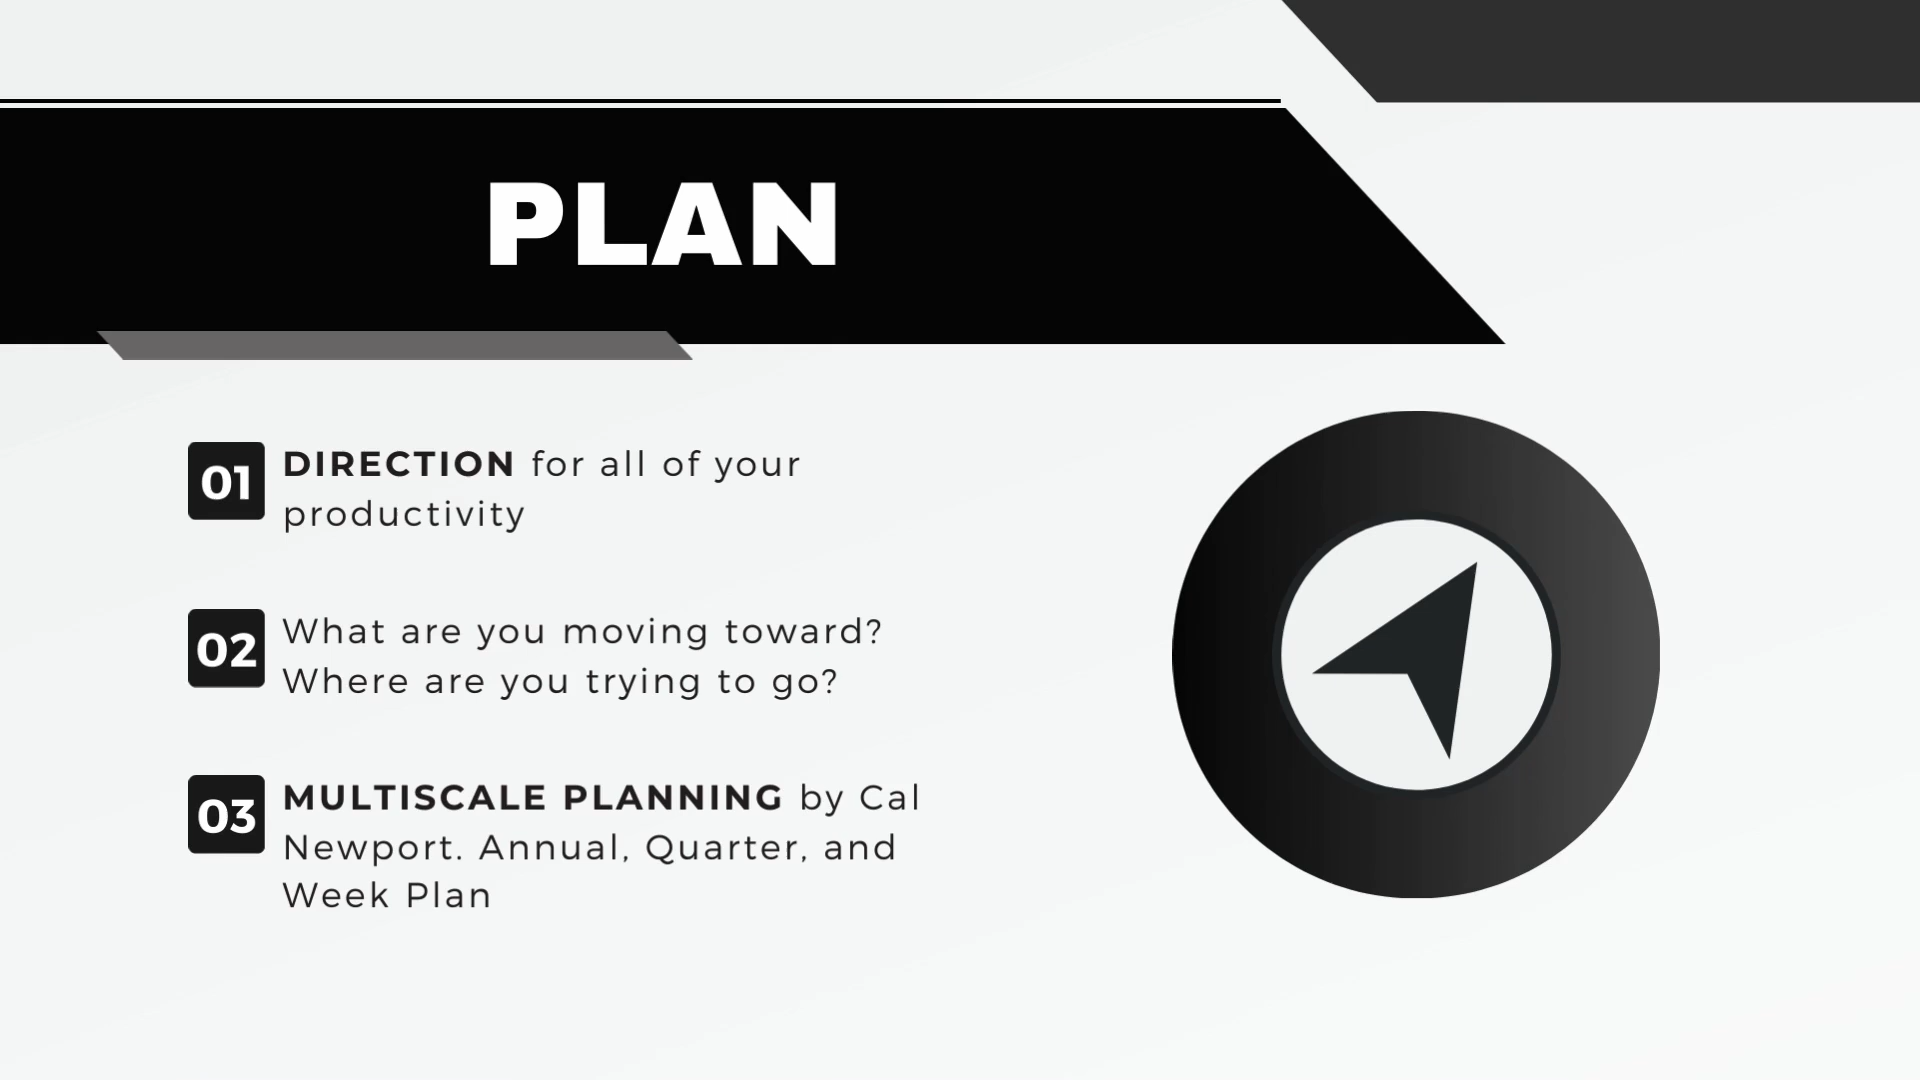 PLAN
01
DIRECTION for all of your
productivity
02
What are you moving toward?
Where are you trying to go?
03
MULTISCALE PLANNING by Cal
Newport. Annual, Quarter, and
Week Plan